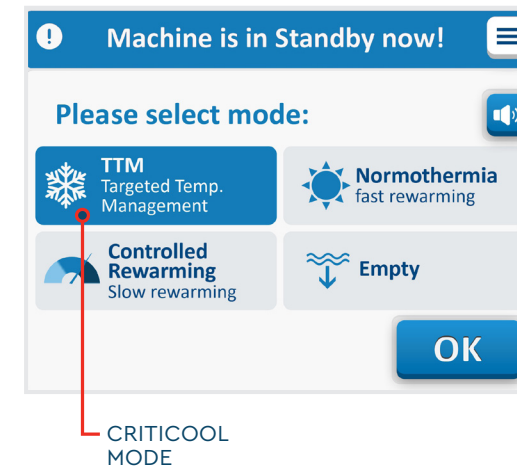 Machine is in Standby now!
Please select mode:
TTM
Targeted Temp.
Management
Normothermia
fast rewarming
Controlled
Rewarming
Slow rewarming
Empty
OK
CRITICOOL
MODE